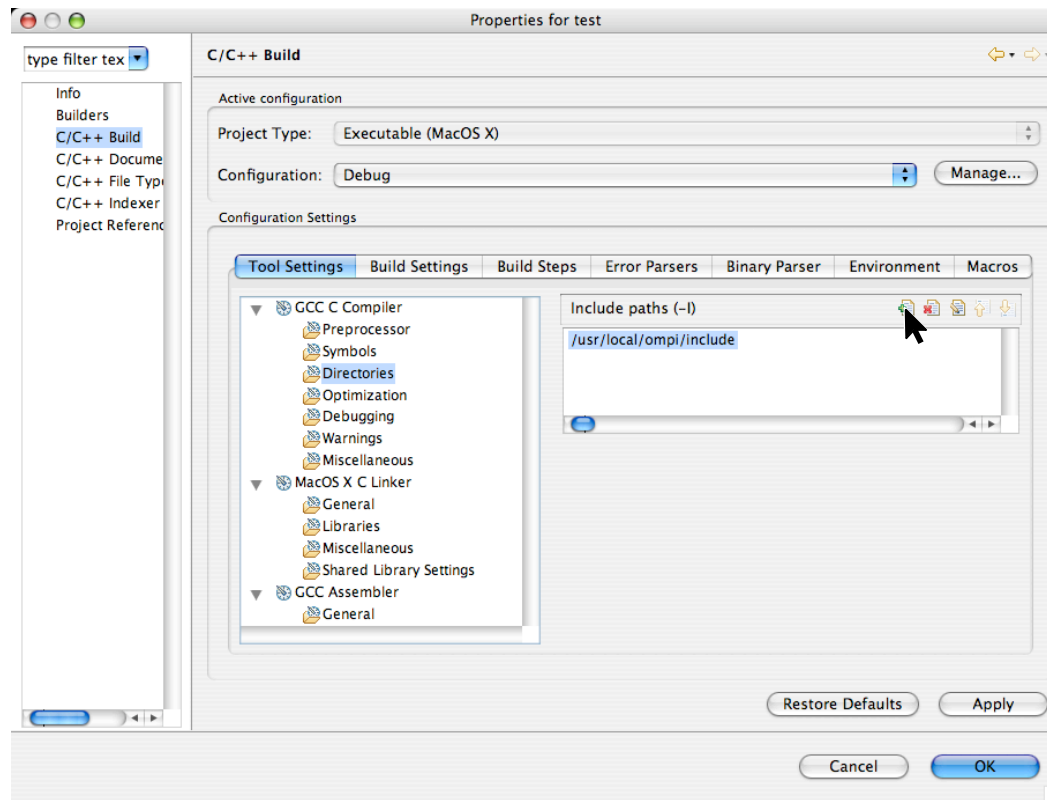 Properties for test
type filter tex
C/C++ Build
Info
Builders
C/C++ Build
C/C++ Docume
C/C++ File Typ
C/C++ Indexer
Project Referenc
Active configuration
Project Type: Executable (MacOS X)
Configuration: Debug Manage...
Configuration Settings
Tool Settings Build Settings Build Steps Error Parsers Binary Parser Environment Macros
GCC C Compiler
Preprocessor
Symbols
Directories
Optimization
Debugging
Warnings
Miscellaneous
MacOS X C Linker
General
Libraries
Miscellaneous
Shared Library Settings
GCC Assembler
General
Include paths (-I)
/usr/local/ompi/include
Restore Defaults Apply
Cancel OK